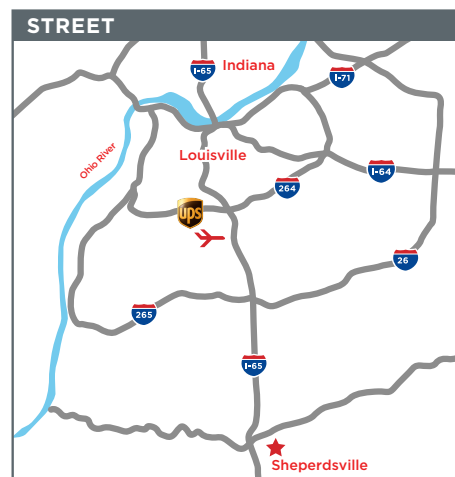 STREET
I-65
Indiana
I-71
Ohio River
Louisville
I-64
264
ups
26
265
I-65
Sheperdsville